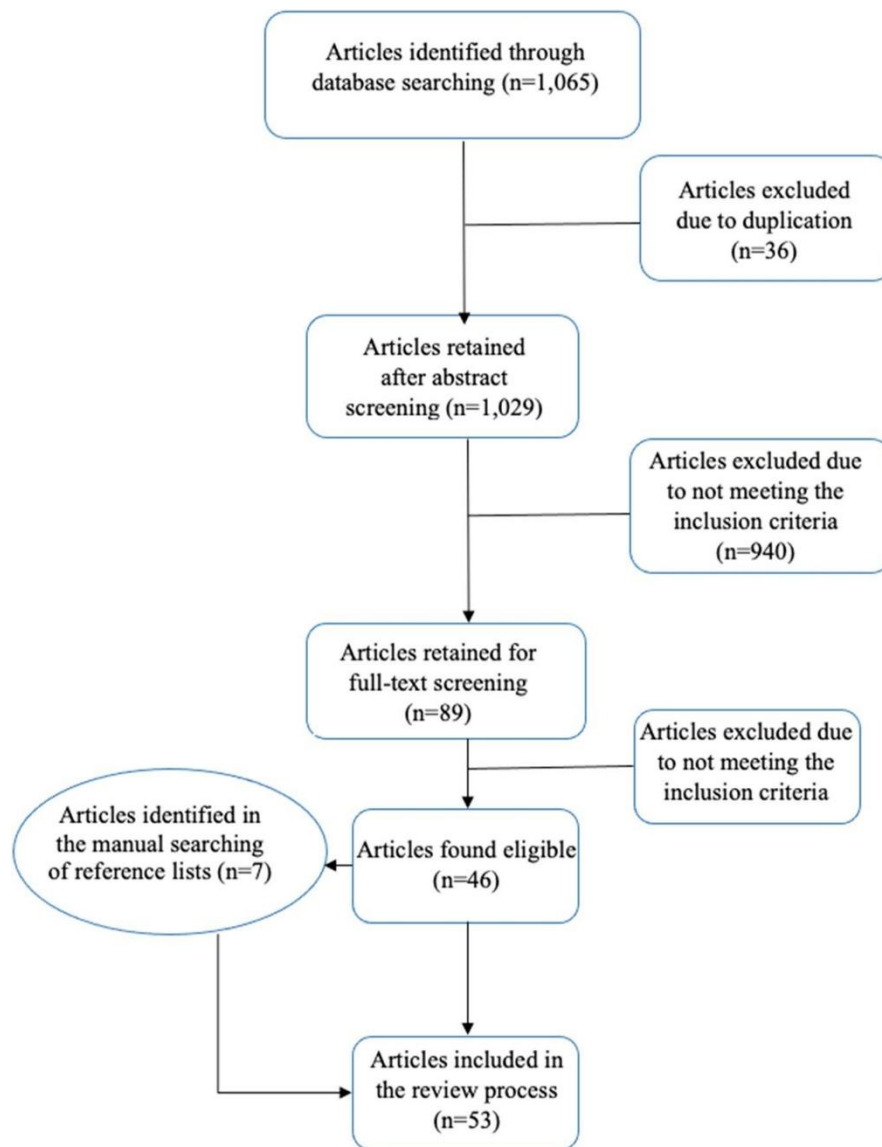 Articles identified through
database searching (n=1,065)
Articles excluded
due to duplication
(n=36)
Articles retained
after abstract
screening (n=1,029)
Articles excluded due
to not meeting the
inclusion criteria
(n=940)
Articles retained for
full-text screening
(n=89)
Articles excluded due
to not meeting the
inclusion criteria
Articles identified in
the manual searching
of reference lists (n=7)
Articles found eligible
(n=46)
Articles included in
the review process
(n=53)